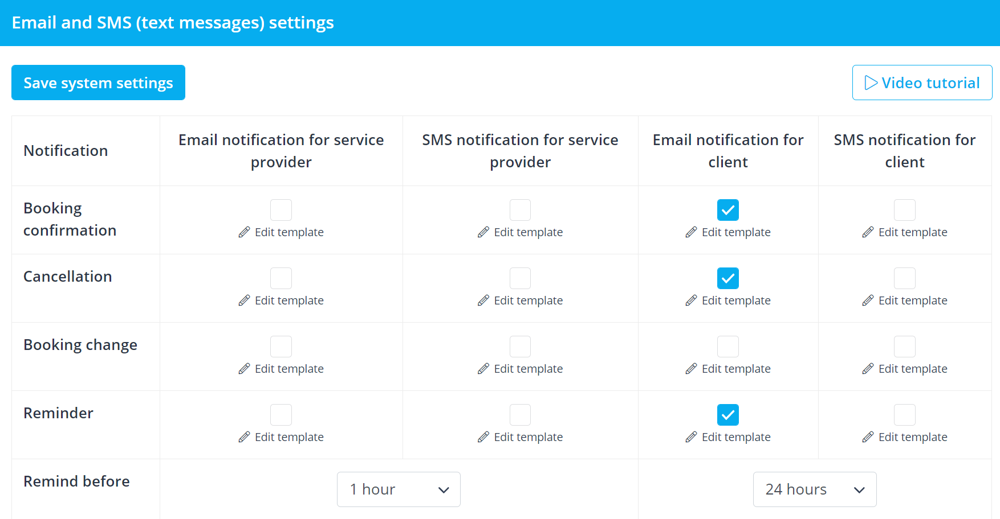 Email and SMS (text messages) settings
Save system settings
Video tutorial
Notification
Email notification for service
provider
SMS notification for service
provider
Email notification for
client
SMS notification for
client
Booking
confirmation
Edit template
Edit template
Edit template
Edit template
Cancellation
Edit template
Edit template
Edit template
Edit template
Booking change
Edit template
Edit template
Edit template
Edit template
Reminder
Edit template
Edit template
Edit template
Edit template
Remind before
1 hour
24 hours